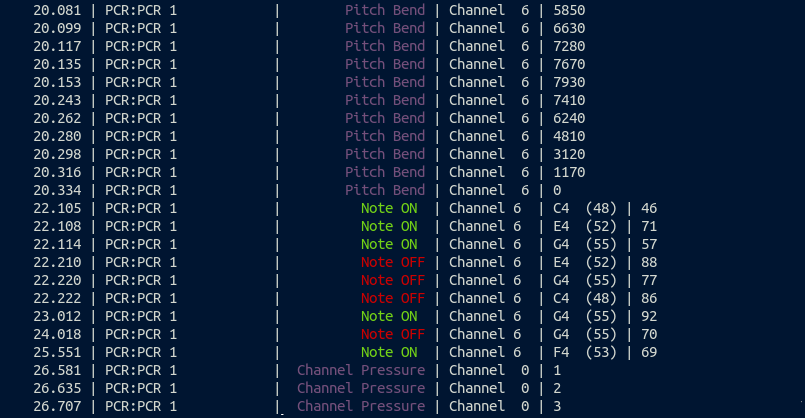 20.081 | PCR:PCR 1 | Pitch Bend | Channel 6 | 5850
20.099 | PCR:PCR 1 | Pitch Bend | Channel 6 | 6630
20.117 | PCR:PCR 1 | Pitch Bend | Channel 6 | 7280
20.135 | PCR:PCR 1 | Pitch Bend | Channel 6 | 7670
20.153 | PCR:PCR 1 | Pitch Bend | Channel 6 | 7930
20.243 | PCR:PCR 1 | Pitch Bend | Channel 6 | 7410
20.262 | PCR:PCR 1 | Pitch Bend | Channel 6 | 6240
20.280 | PCR:PCR 1 | Pitch Bend | Channel 6 | 4810
20.298 | PCR:PCR 1 | Pitch Bend | Channel 6 | 3120
20.316 | PCR:PCR 1 | Pitch Bend | Channel 6 | 1170
20.334 | PCR:PCR 1 | Pitch Bend | Channel 6 | 0
22.105 | PCR:PCR 1 | Note ON | Channel 6 | C4 (48) | 46
22.108 | PCR:PCR 1 | Note ON | Channel 6 | E4 (52) | 71
22.114 | PCR:PCR 1 | Note ON | Channel 6 | G4 (55) | 57
22.210 | PCR:PCR 1 | Note OFF | Channel 6 | E4 (52) | 88
22.220 | PCR:PCR 1 | Note OFF | Channel 6 | G4 (55) | 77
22.222 | PCR:PCR 1 | Note OFF | Channel 6 | C4 (48) | 86
23.012 | PCR:PCR 1 | Note ON | Channel 6 | G4 (55) | 92
24.018 | PCR:PCR 1 | Note OFF | Channel 6 | G4 (55) | 70
25.551 | PCR:PCR 1 | Note ON | Channel 6 | F4 (53) | 69
26.581 | PCR:PCR 1 | Channel Pressure | Channel 0 | 1
26.635 | PCR:PCR 1 | Channel Pressure | Channel 0 | 2
26.707 | PCR:PCR 1 | Channel Pressure | Channel 0 | 3